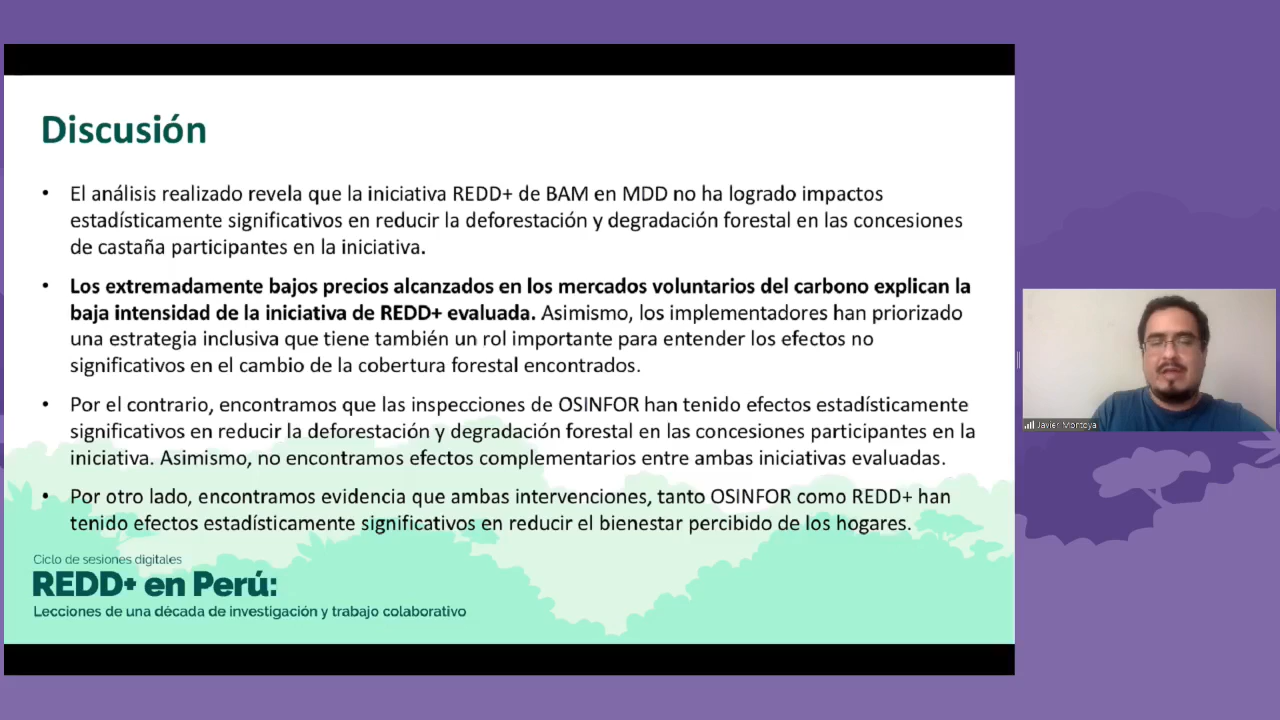 Discusión
• El análisis realizado revela que la iniciativa REDD+ de BAM en MDD no ha logrado impactos
estadísticamente significativos en reducir la deforestación y degradación forestal en las concesiones
de castaña participantes en la iniciativa.
• Los extremadamente bajos precios alcanzados en los mercados voluntarios del carbono explican la
baja intensidad de la iniciativa de REDD+ evaluada. Asimismo, los implementadores han priorizado
una estrategia inclusiva que tiene también un rol importante para entender los efectos no
significativos en el cambio de la cobertura forestal encontrados.
• Por el contrario, encontramos que las inspecciones de OSINFOR han tenido efectos estadísticamente
significativos en reducir la deforestación y degradación forestal en las concesiones participantes en la
iniciativa. Asimismo, no encontramos efectos complementarios entre ambas iniciativas evaluadas.
• Por otro lado, encontramos evidencia que ambas intervenciones, tanto OSINFOR como REDD+ han
tenido efectos estadísticamente significativos en reducir el bienestar percibido de los hogares.
Ciclo de sesiones digitales
REDD+ en Perú:
Lecciones de una década de investigación y trabajo colaborativo
Javier Montoya